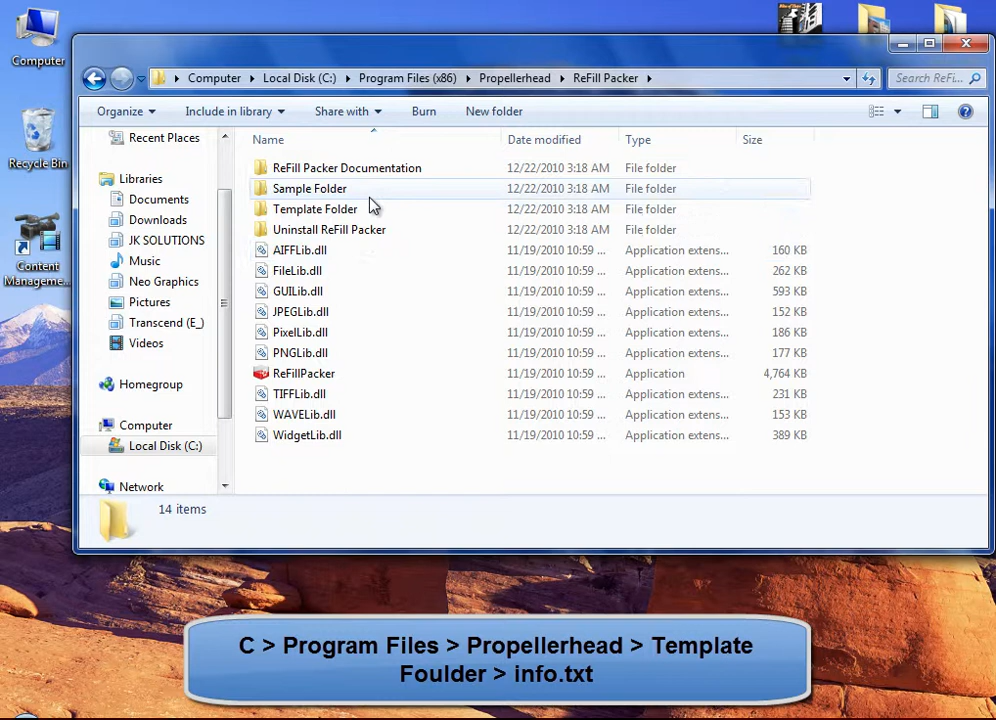 Computer
Recycle Bin
Content
Manageme...
Computer
Local Disk (C:)
Program Files (x86)
Propellerhead
ReFill Packer
Search ReFi...
Organize
Include in library
Share with
Burn
New folder
Recent Places
Libraries
Documents
Downloads
JK SOLUTIONS
Music
Neo Graphics
Pictures
Transcend (E_)
Videos
Homegroup
Computer
Local Disk (C:)
Network
Name Date modified Type Size
ReFill Packer Documentation 12/22/2010 3:18 AM File folder
Sample Folder 12/22/2010 3:18 AM File folder
Template Folder 12/22/2010 3:18 AM File folder
Uninstall ReFill Packer 12/22/2010 3:18 AM File folder
AIFFLib.dll 11/19/2010 10:59 ... Application extens... 160 KB
FileLib.dll 11/19/2010 10:59 ... Application extens... 262 KB
GUILib.dll 11/19/2010 10:59 ... Application extens... 593 KB
JPEGLib.dll 11/19/2010 10:59 ... Application extens... 152 KB
PixelLib.dll 11/19/2010 10:59 ... Application extens... 186 KB
PNGLib.dll 11/19/2010 10:59 ... Application extens... 177 KB
ReFillPacker 11/19/2010 10:59 ... Application 4,764 KB
TIFFLib.dll 11/19/2010 10:59 ... Application extens... 231 KB
WAVELib.dll 11/19/2010 10:59 ... Application extens... 153 KB
WidgetLib.dll 11/19/2010 10:59 ... Application extens... 389 KB
14 items
C > Program Files > Propellerhead > Template
Foulder > info.txt